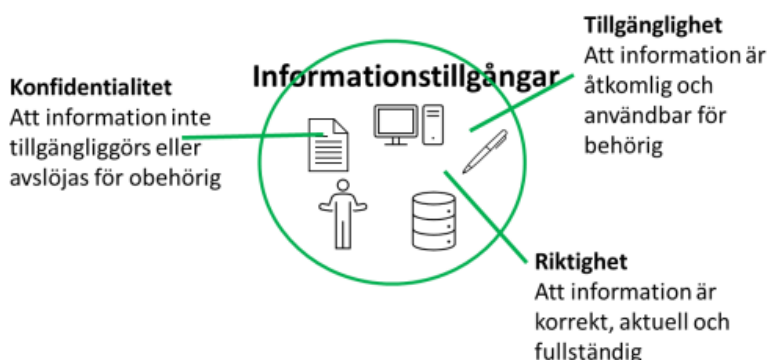 Informationstillgångar
Konfidentialitet
Att information inte
tillgängliggörs eller
avslöjas för obehörig
Tillgänglighet
Att information är
åtkomlig och
användbar för
behörig
Riktighet
Att information är
korrekt, aktuell och
fullständig